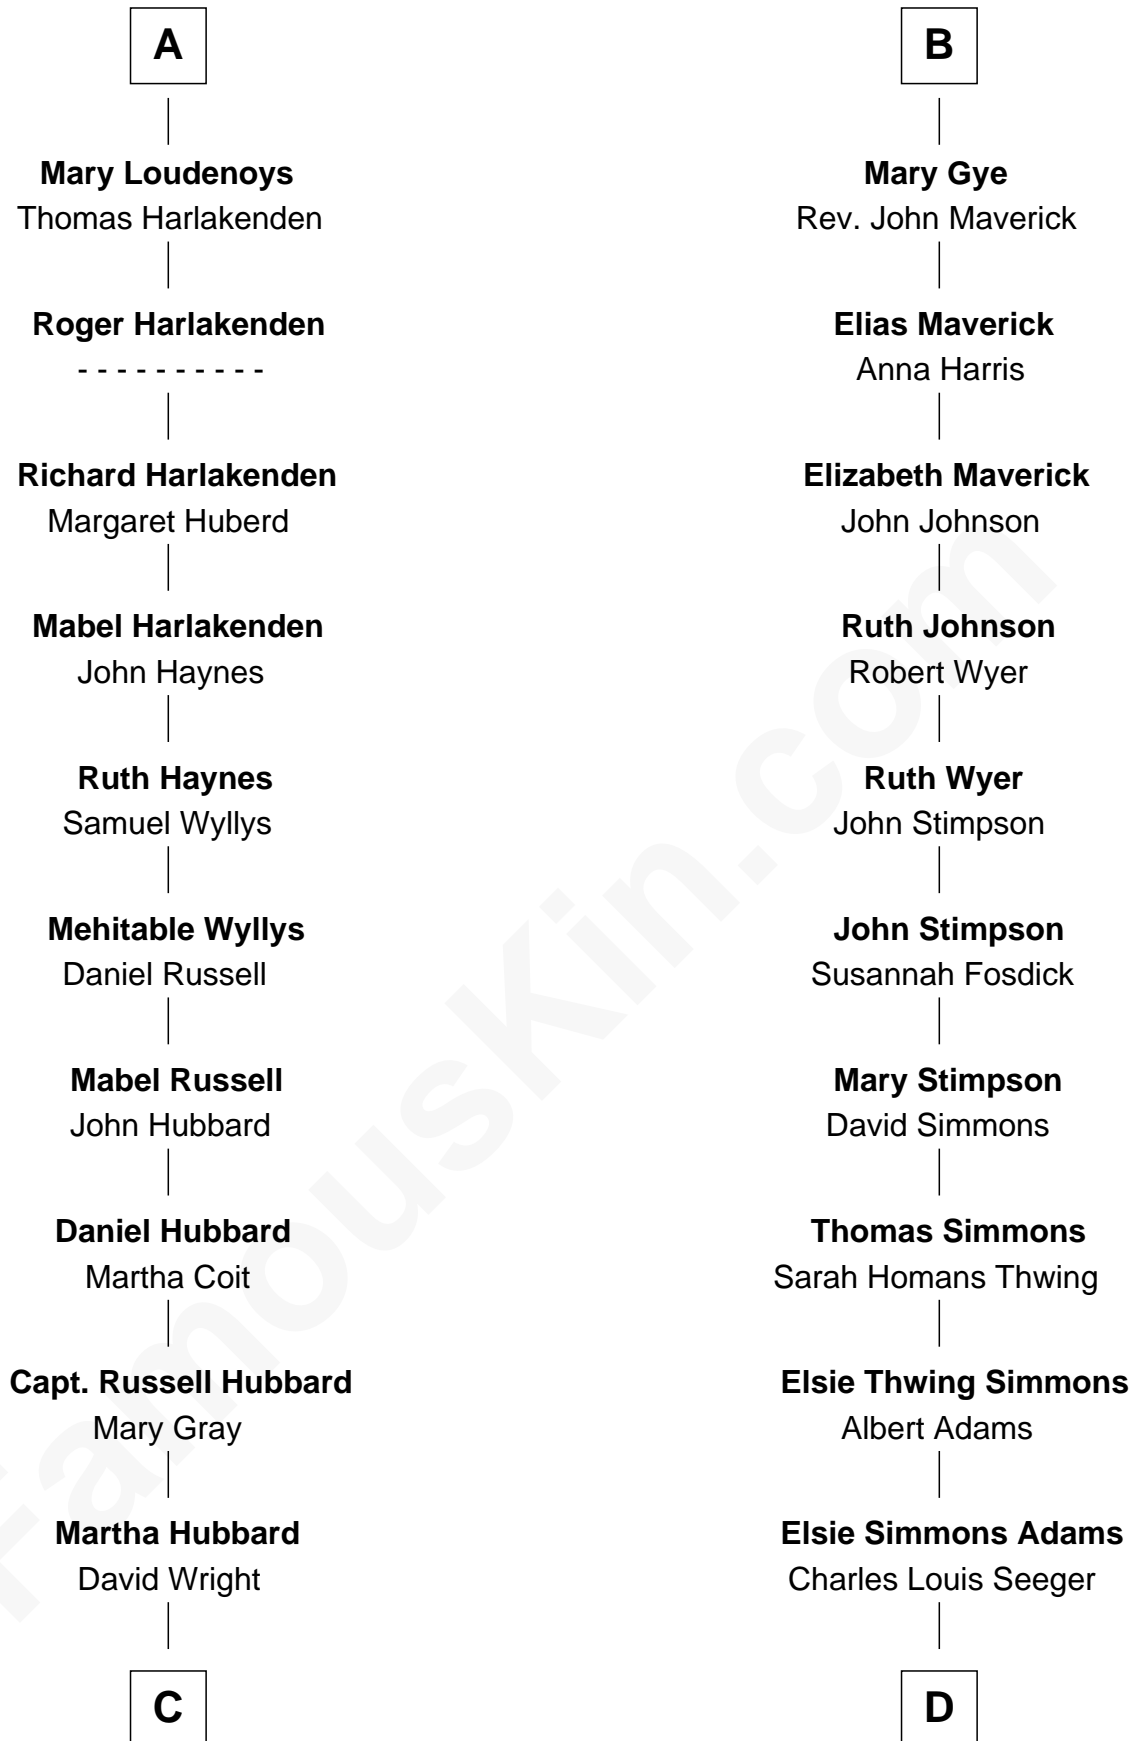 A
Mary Loudenoys
Thomas Harlakenden
Roger Harlakenden
- - - - - - - - - -
Richard Harlakenden
Margaret Huberd
Mabel Harlakenden
John Haynes
Ruth Haynes
Samuel Wyllys
Mehitable Wyllys
Daniel Russell
Mabel Russell
John Hubbard
Daniel Hubbard
Martha Coit
Capt. Russell Hubbard
Mary Gray
Martha Hubbard
David Wright
C
B
Mary Gye
Rev. John Maverick
Elias Maverick
Anna Harris
Elizabeth Maverick
John Johnson
Ruth Johnson
Robert Wyer
Ruth Wyer
John Stimpson
John Stimpson
Susannah Fosdick
Mary Stimpson
David Simmons
Thomas Simmons
Sarah Homans Thwing
Elsie Thwing Simmons
Albert Adams
Elsie Simmons Adams
Charles Louis Seeger
D
FamousKin.com